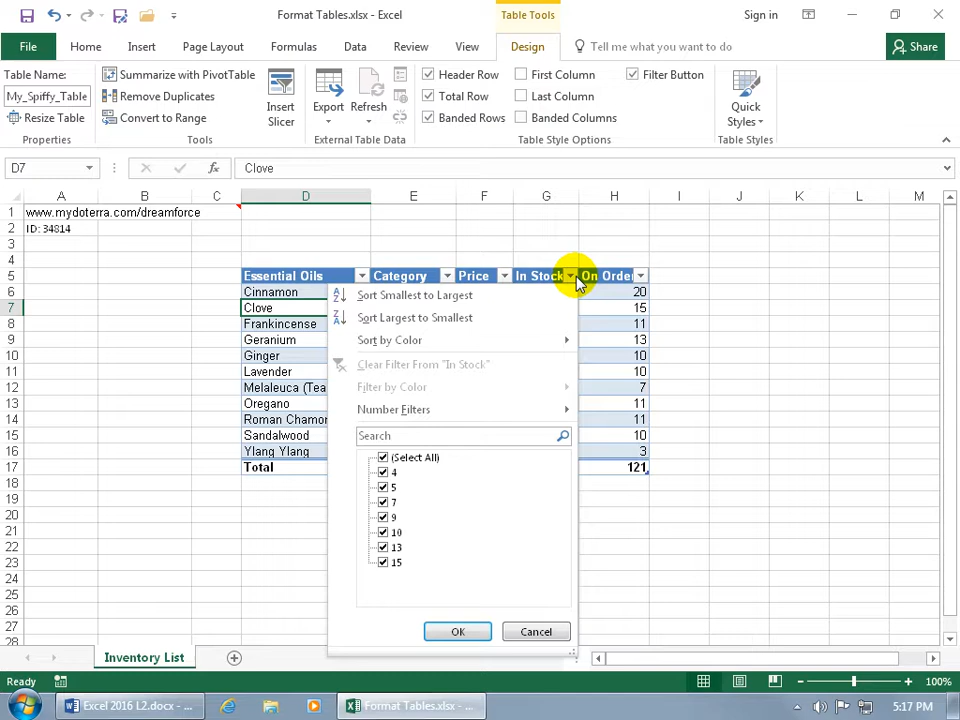 Format Tables.xlsx - Excel
Table Tools
Sign in
File
Home
Insert
Page Layout
Formulas
Data
Review
View
Design
Tell me what you want to do
Share
Table Name:
My_Spiffy_Table
Resize Table
Properties
Summarize with PivotTable
Remove Duplicates
Convert to Range
Tools
Insert
Slicer
Export
Refresh
External Table Data
Header Row
Total Row
Banded Rows
First Column
Last Column
Banded Columns
Filter Button
Table Style Options
Quick
Styles
Table Styles
D7
fx
Clove
A B C D E F G H I J K L M
1 www.mydoterra.com/dreamforce
2 ID: 34814
3
4
5 Essential Oils Category Price In Stock On Order
6 Cinnamon 20
7 Clove 15
8 Frankincense 11
9 Geranium 13
10 Ginger 10
11 Lavender 10
12 Melaleuca (Tea 7
13 Oregano 11
14 Roman Chamom 11
15 Sandalwood 10
16 Ylang Ylang 3
17 Total 121
18
19
20
21
22
23
24
25
26
27
28
Sort Smallest to Largest
Sort Largest to Smallest
Sort by Color
Clear Filter From "In Stock"
Filter by Color
Number Filters
Search
(Select All)
4
5
7
9
10
13
15
OK
Cancel
Inventory List
Ready
100%
Excel 2016 L2.docx - ...
Format Tables.xlsx - ...
5:17 PM